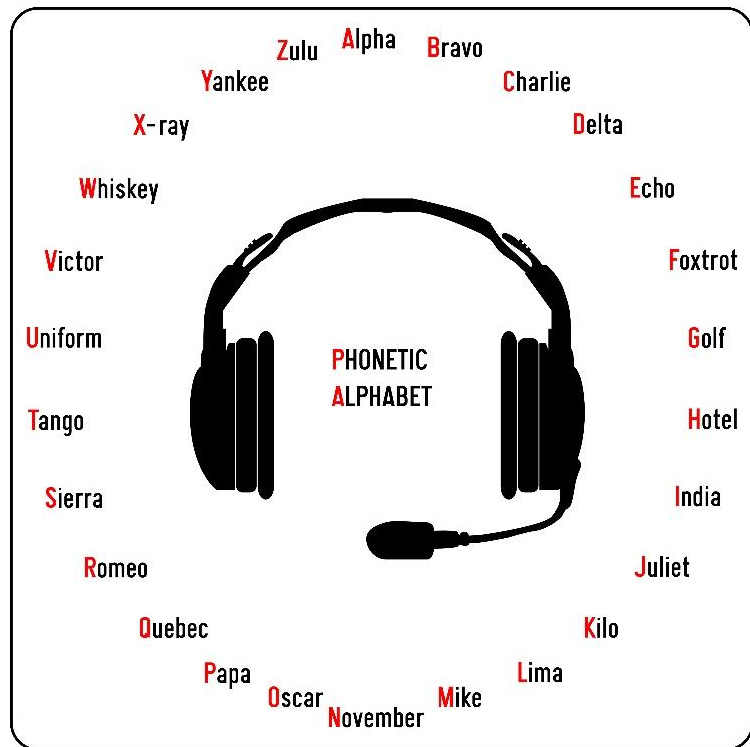 Alpha
Bravo
Charlie
Delta
Echo
Foxtrot
Golf
Hotel
India
Juliet
Kilo
Lima
Mike
November
Oscar
Papa
Quebec
Romeo
Sierra
Tango
Uniform
Victor
Whiskey
X-ray
Yankee
Zulu
PHONETIC
ALPHABET